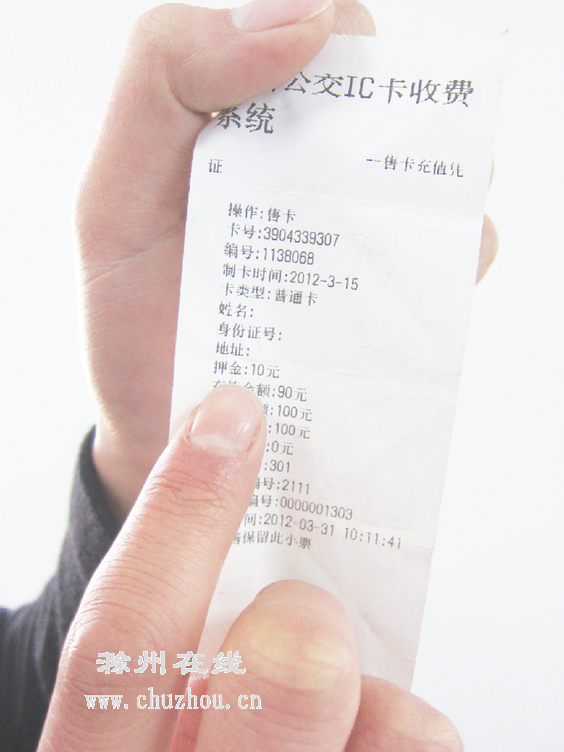 公交IC卡收费
系统
--售卡充值凭
证
操作:售卡
卡号:3904339307
编号:1138068
制卡时间:2012-3-15
卡类型:普通卡
姓名:
身份证号:
地址:
押金:10元
金额:90元
额:100元
:100元
:0元
:301
编号:2111
编号:0000001303
间:2012-03-31 10:11:41
保留此小票
滁州在线
www.chuzhou.cn